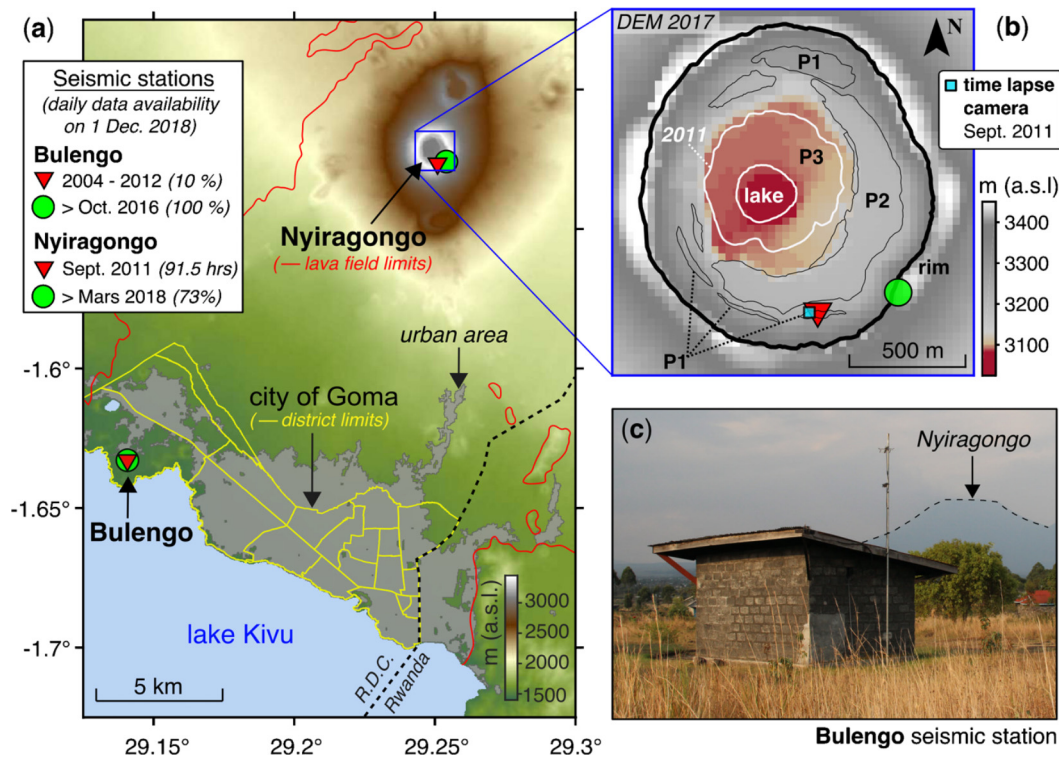 (a)
Seismic stations
(daily data availability
on 1 Dec. 2018)
Bulengo
2004 - 2012 (10 %)
> Oct. 2016 (100 %)
Nyiragongo
Sept. 2011 (91.5 hrs)
> Mars 2018 (73%)
Nyiragongo
(— lava field limits)
urban area
city of Goma
(— district limits)
Bulengo
lake Kivu
R.D.C.
Rwanda
m (a.s.l.)
3000
2500
2000
1500
5 km
-1.6°
-1.65°
-1.7°
29.15°
29.2°
29.25°
29.3°
DEM 2017
N
(b)
P1
2011
P3
lake
P2
rim
P1
500 m
time lapse
camera
Sept. 2011
m (a.s.l)
3400
3300
3200
3100
(c)
Nyiragongo
Bulengo seismic station